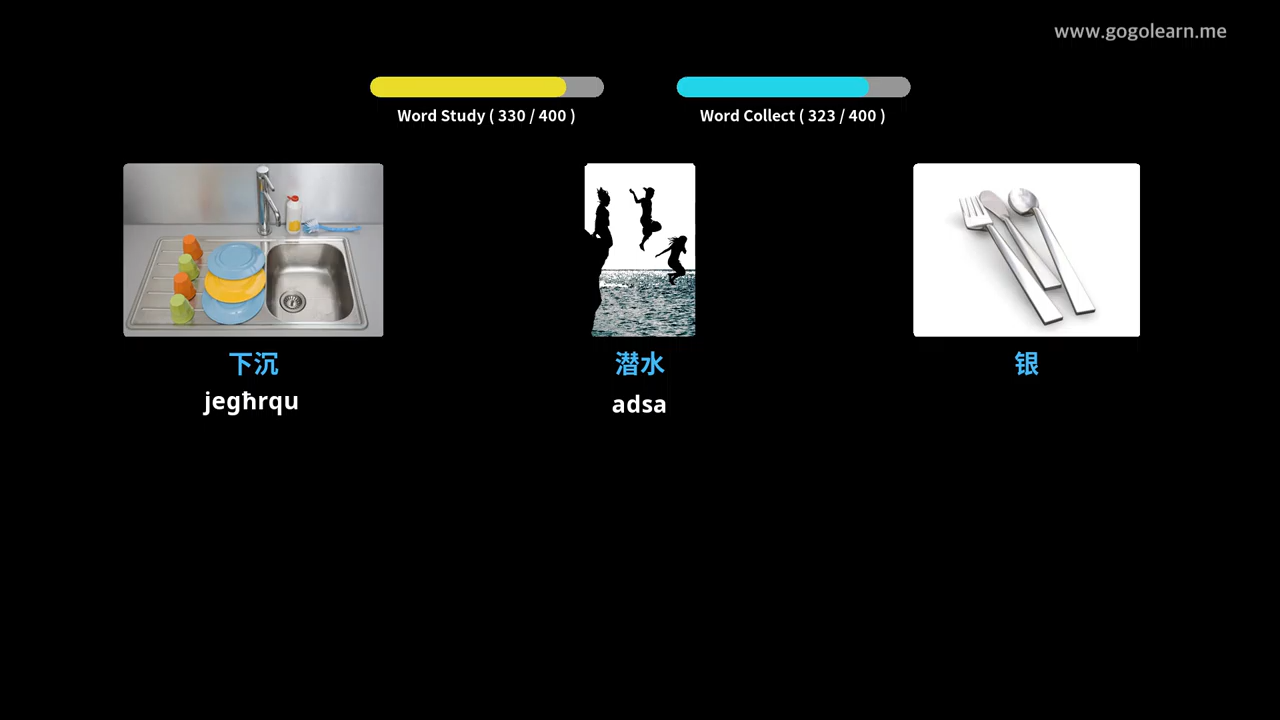 www.gogolearn.me
Word Study ( 330 / 400 )
Word Collect ( 323 / 400 )
下沉
潜水
银
jegħrqu
adsa